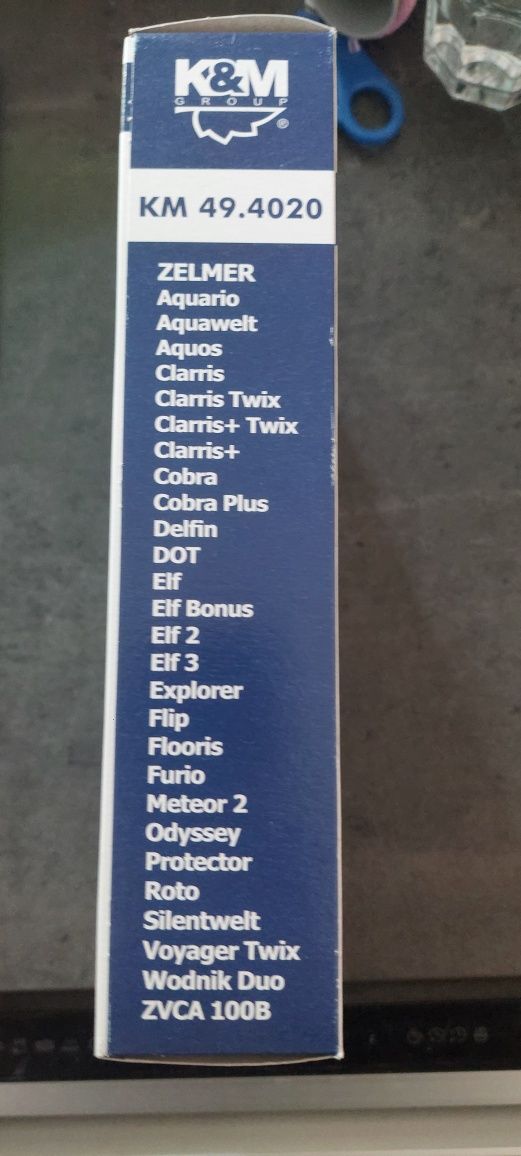 K&M
GROUP
®
KM 49.4020
ZELMER
Aquario
Aquawelt
Aquos
Clarris
Clarris Twix
Clarris+ Twix
Clarris+
Cobra
Cobra Plus
Delfin
DOT
Elf
Elf Bonus
Elf 2
Elf 3
Explorer
Flip
Flooris
Furio
Meteor 2
Odyssey
Protector
Roto
Silentwelt
Voyager Twix
Wodnik Duo
ZVCA 100B